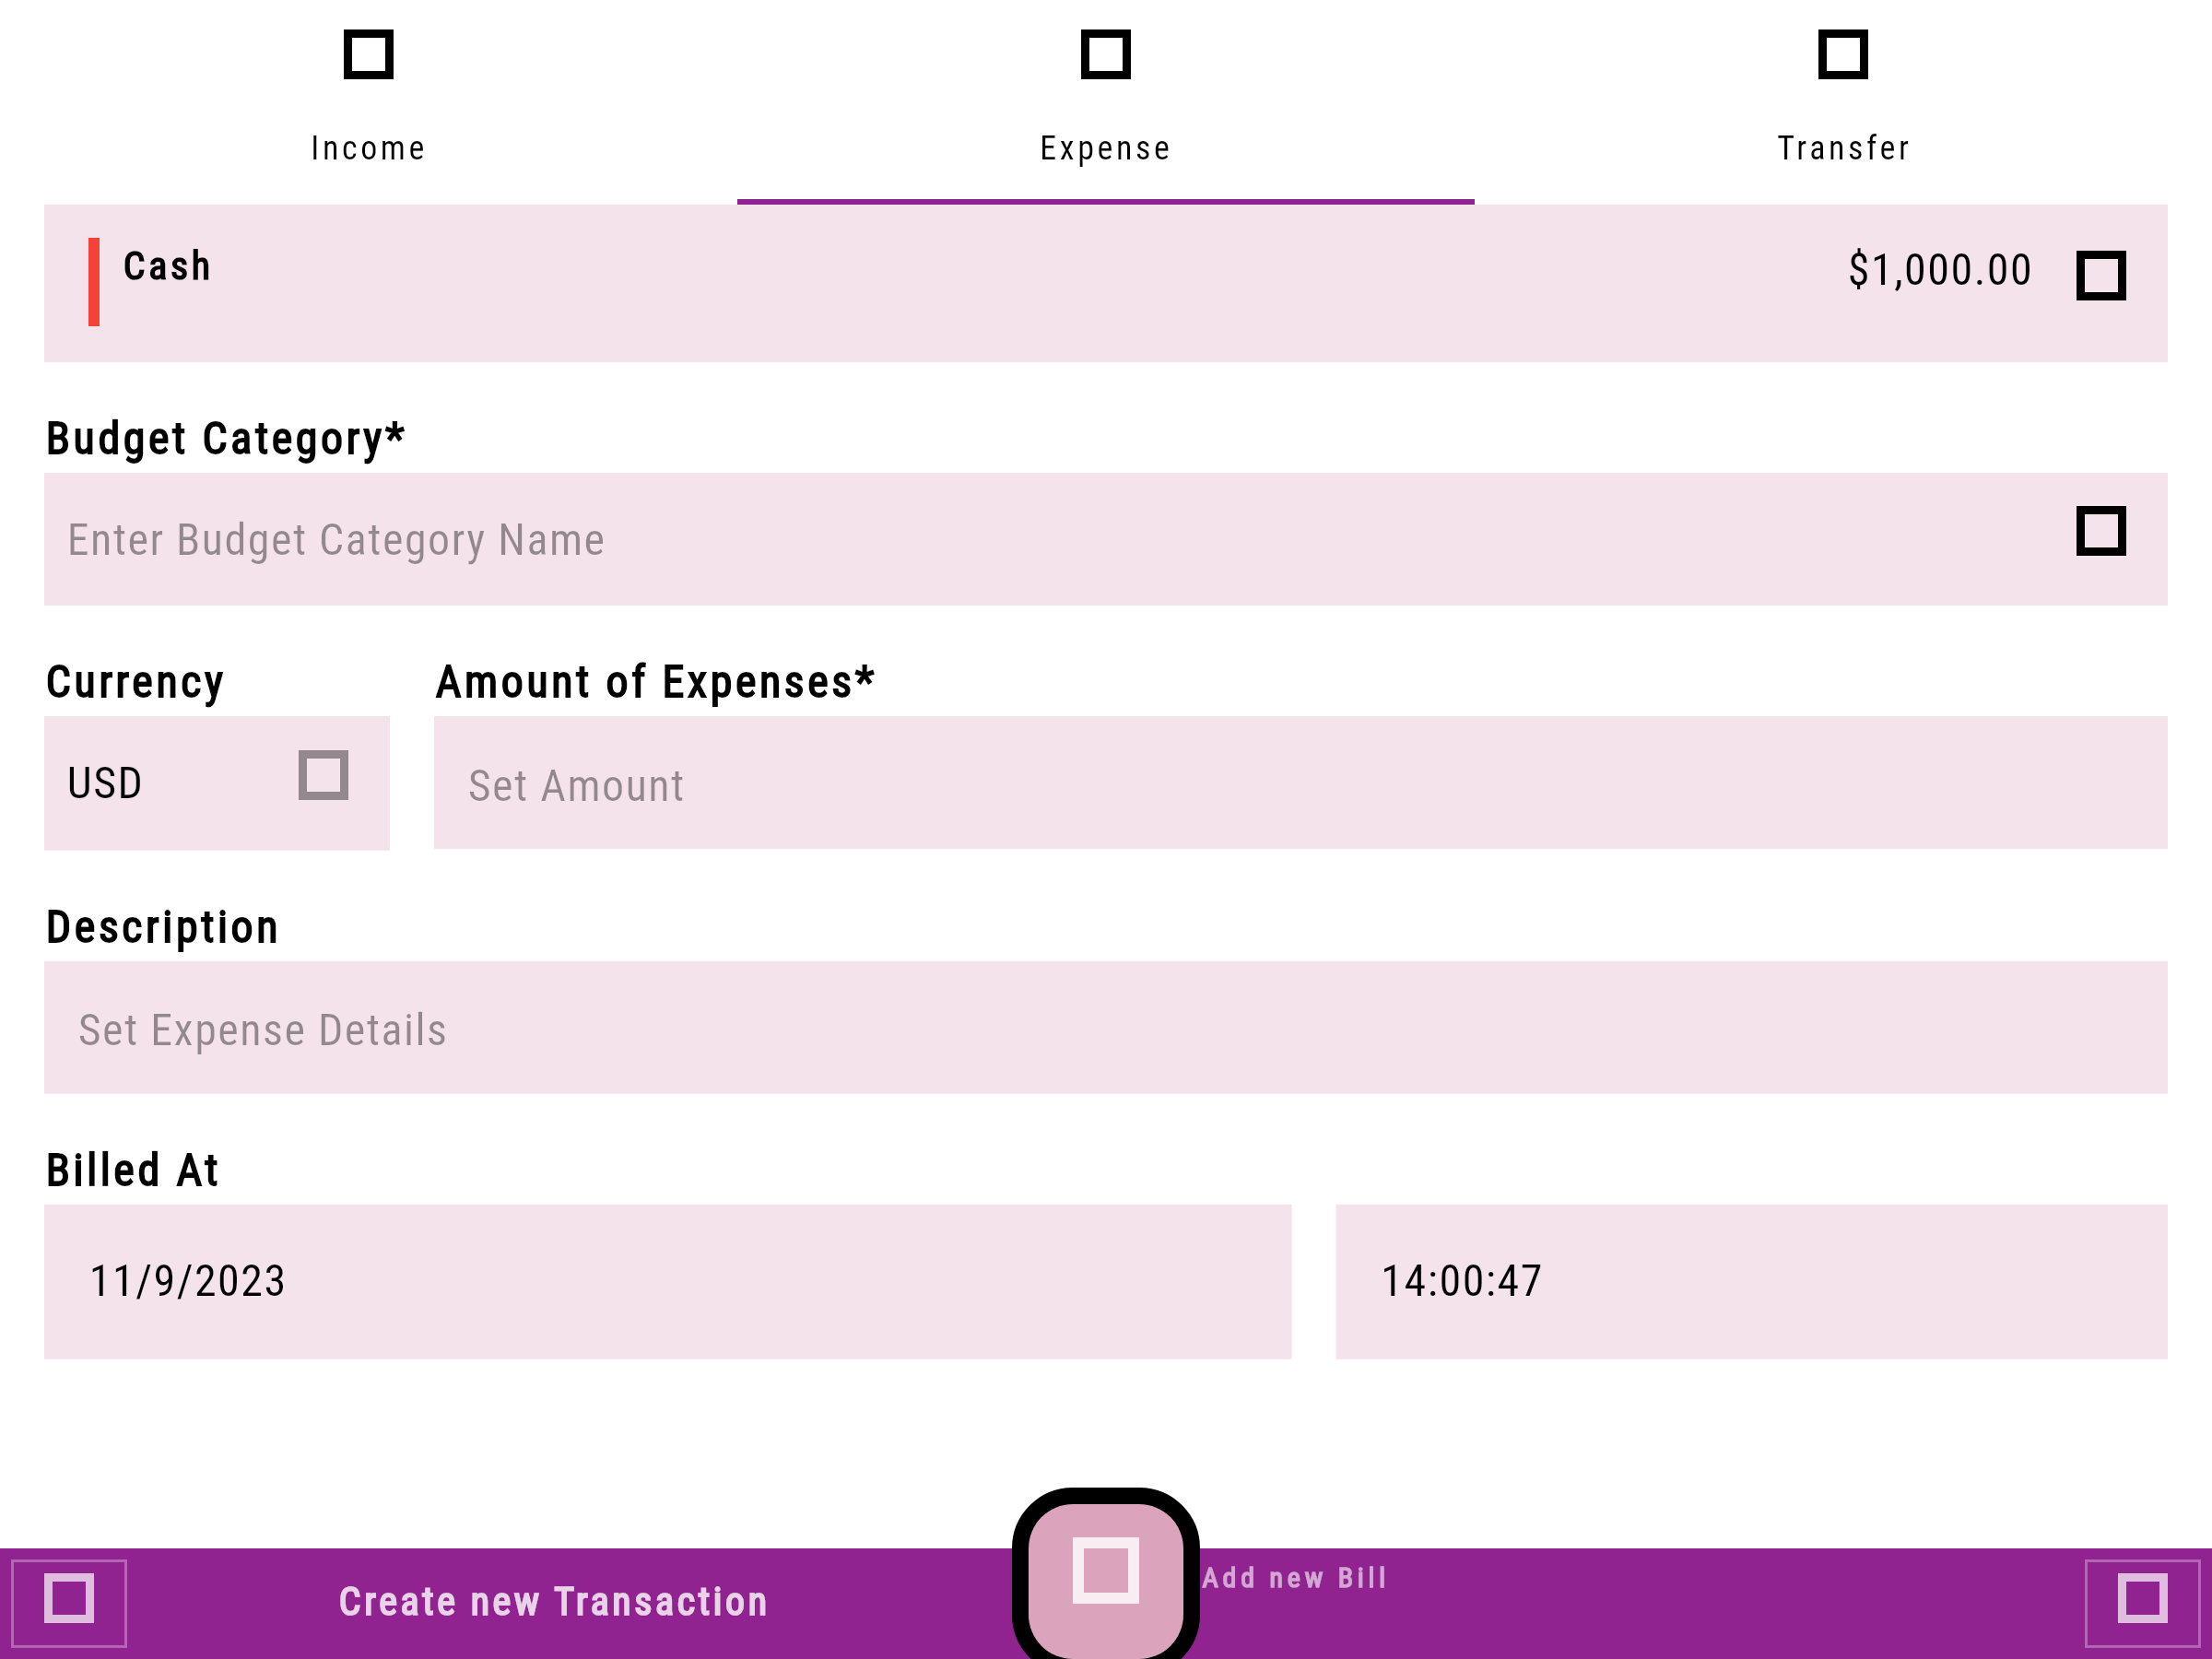 Income
Expense
Transfer
Cash
$1,000.00
Budget Category*
Enter Budget Category Name
Currency
Amount of Expenses*
USD
Set Amount
Description
Set Expense Details
Billed At
11/9/2023
14:00:47
Create new Transaction
Add new Bill